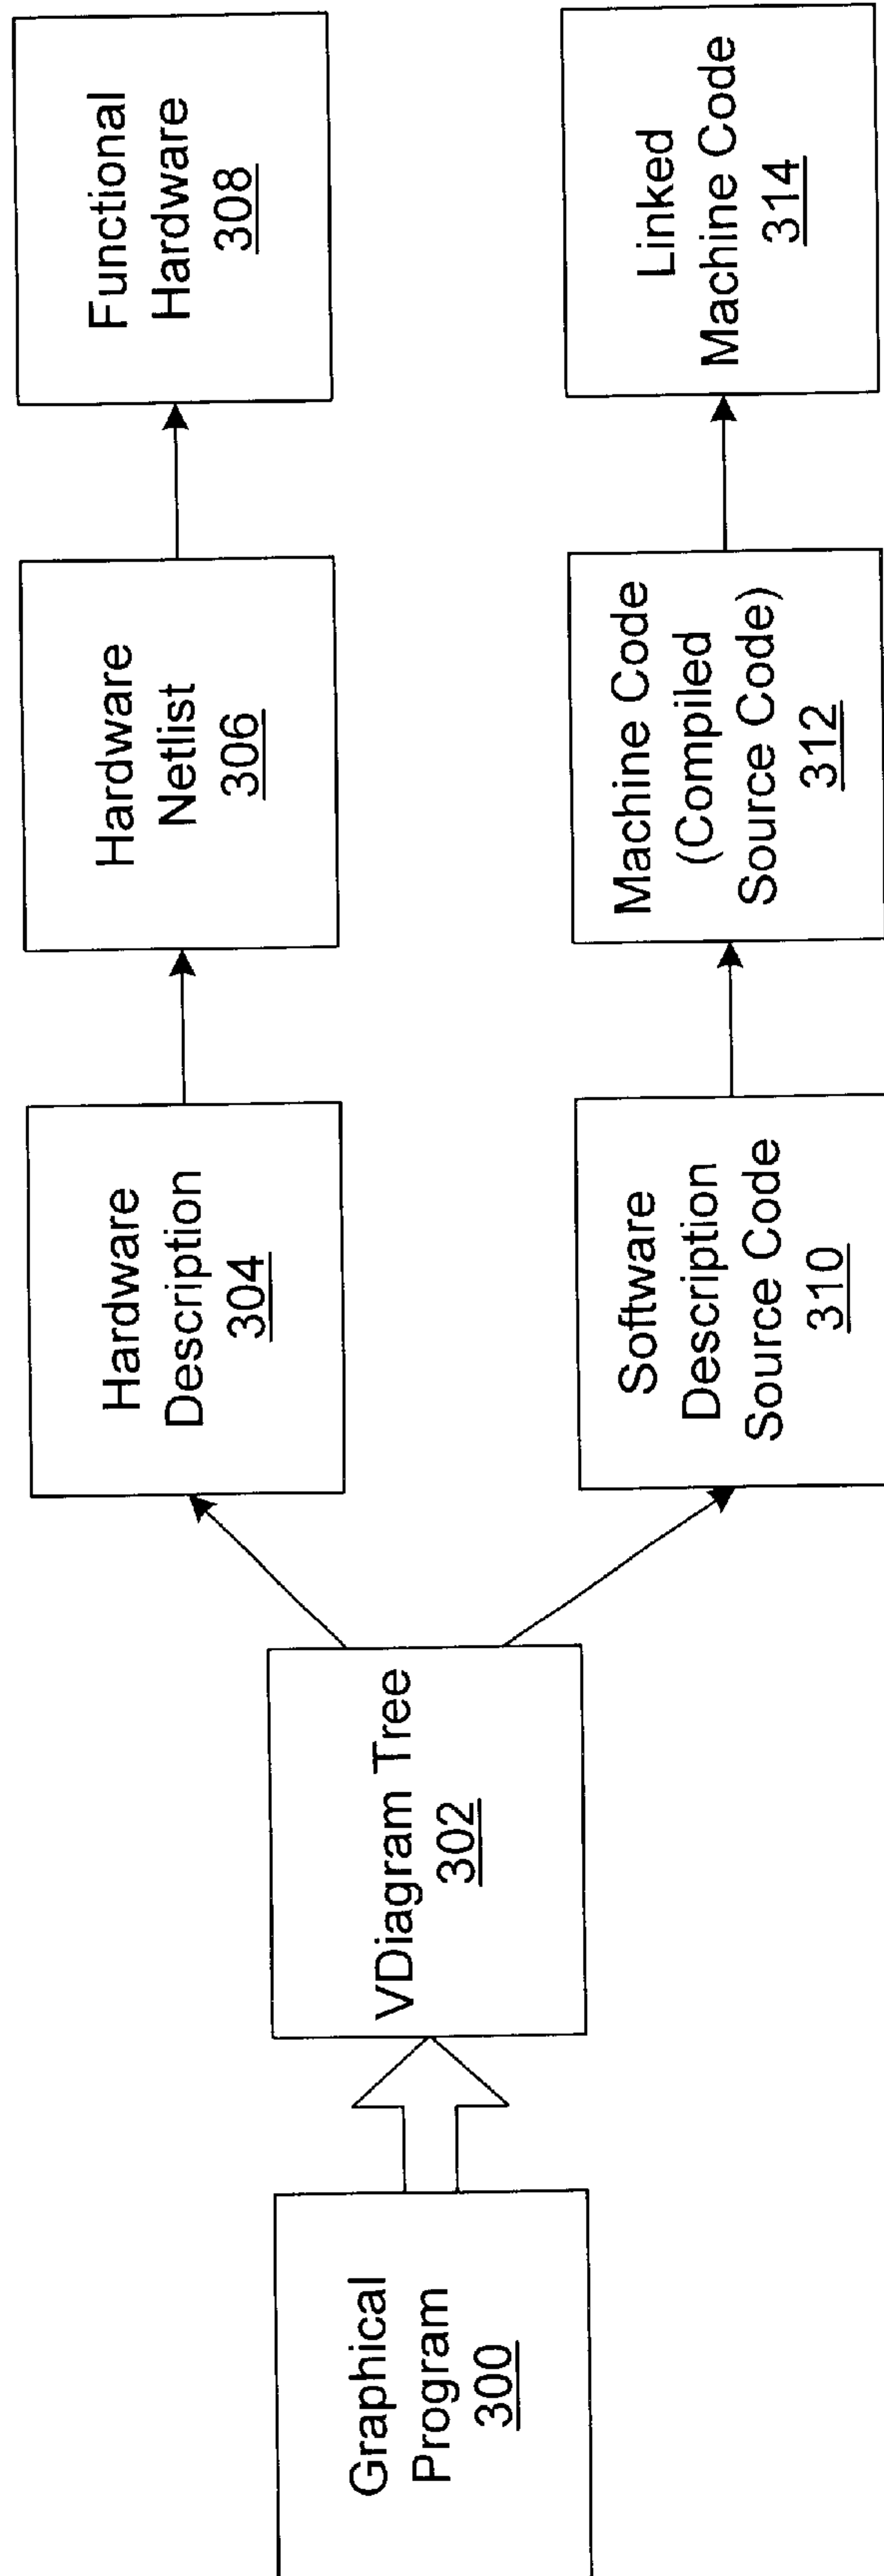 Graphical
Program
300
VDiagram Tree
302
Hardware
Description
304
Hardware
Netlist
306
Functional
Hardware
308
Software
Description
Source Code
310
Machine Code
(Compiled
Source Code)
312
Linked
Machine Code
314